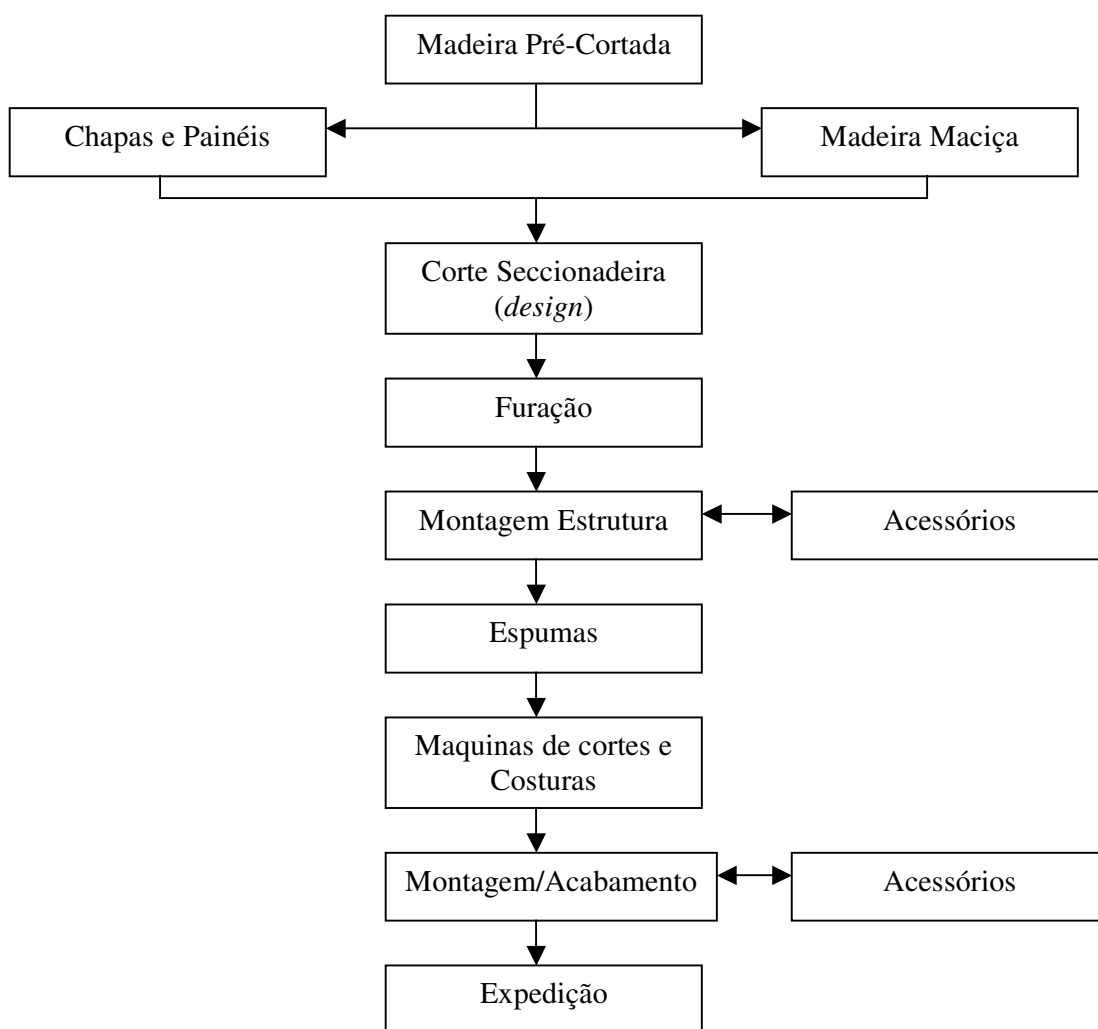 Madeira Pré-Cortada
Chapas e Painéis
Madeira Maciça
Corte Seccionadeira
(design)
Furação
Montagem Estrutura
Acessórios
Espumas
Maquinas de cortes e
Costuras
Montagem/Acabamento
Acessórios
Expedição